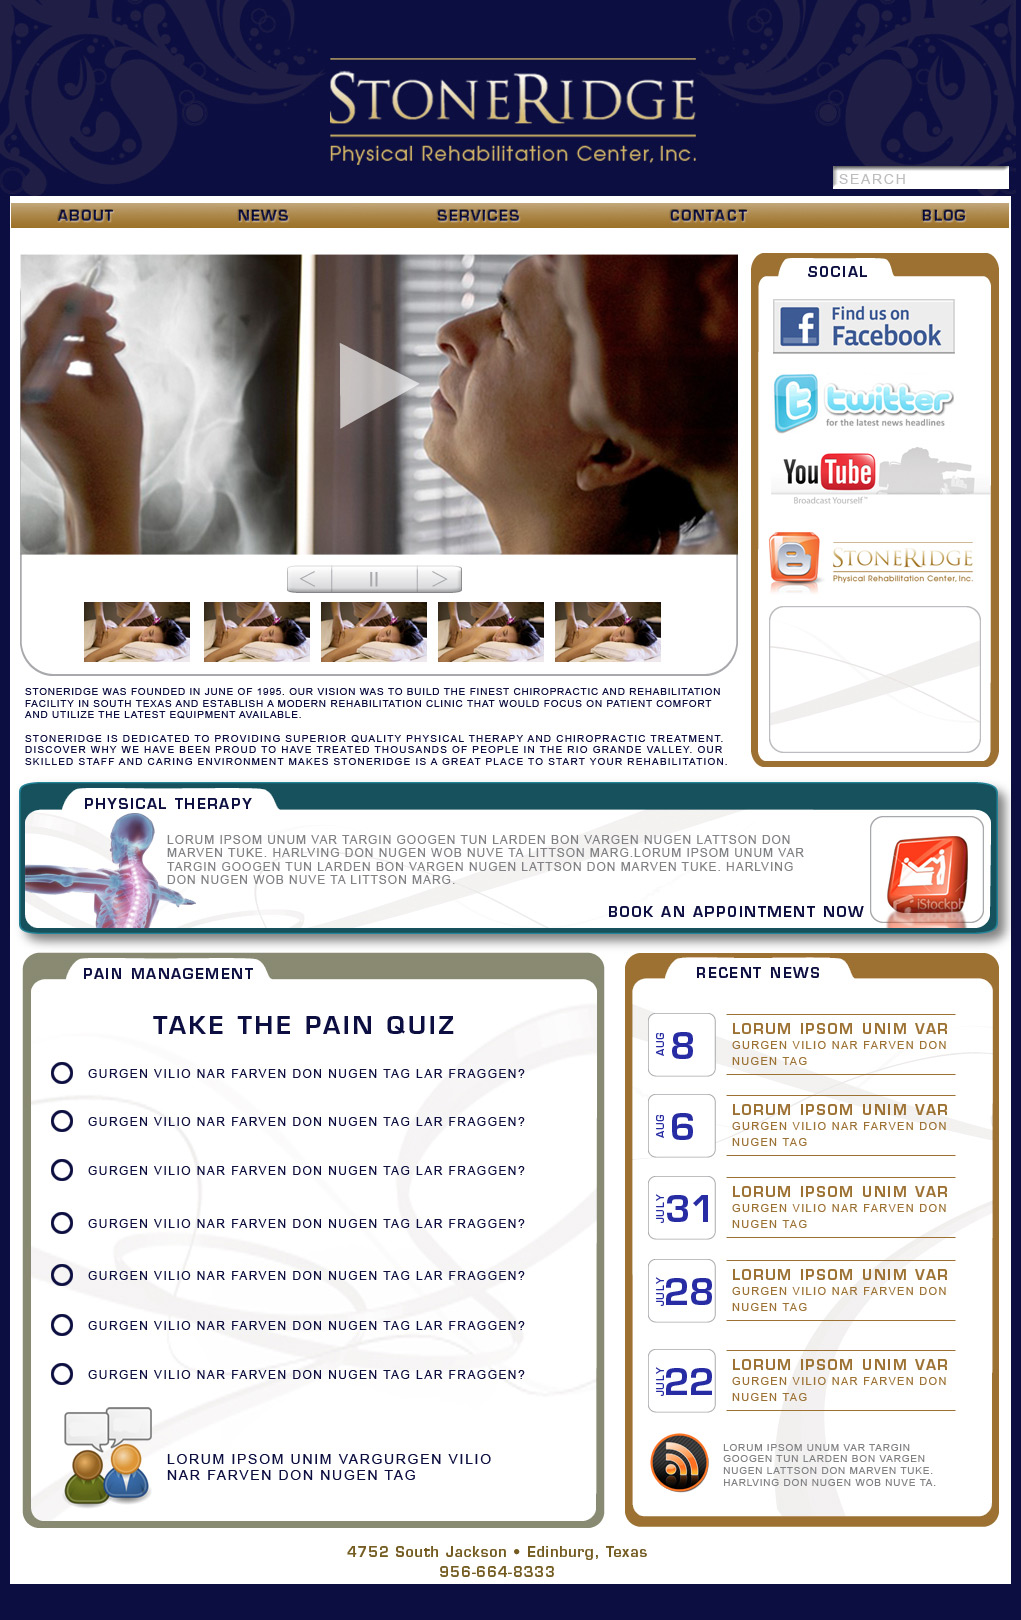 STONERIDGE
Physical Rehabilitation Center, Inc.
SEARCH
ABOUT NEWS SERVICES CONTACT BLOG
SOCIAL
Find us on
Facebook
twitter
for the latest news headlines
YouTube
Broadcast Yourself™
STONERIDGE
Physical Rehabilitation Center, Inc.
STONERIDGE WAS FOUNDED IN JUNE OF 1995. OUR VISION WAS TO BUILD THE FINEST CHIROPRACTIC AND REHABILITATION
FACILITY IN SOUTH TEXAS AND ESTABLISH A MODERN REHABILITATION CLINIC THAT WOULD FOCUS ON PATIENT COMFORT
AND UTILIZE THE LATEST EQUIPMENT AVAILABLE.
STONERIDGE IS DEDICATED TO PROVIDING SUPERIOR QUALITY PHYSICAL THERAPY AND CHIROPRACTIC TREATMENT.
DISCOVER WHY WE HAVE BEEN PROUD TO HAVE TREATED THOUSANDS OF PEOPLE IN THE RIO GRANDE VALLEY. OUR
SKILLED STAFF AND CARING ENVIRONMENT MAKES STONERIDGE IS A GREAT PLACE TO START YOUR REHABILITATION.
PHYSICAL THERAPY
LORUM IPSOM UNUM VAR TARGIN GOOGEN TUN LARDEN BON VARGEN NUGEN LATTSON DON
MARVEN TUKE. HARLVING DON NUGEN WOB NUVE TA LITTSON MARG.LORUM IPSOM UNUM VAR
TARGIN GOOGEN TUN LARDEN BON VARGEN NUGEN LATTSON DON MARVEN TUKE. HARLVING
DON NUGEN WOB NUVE TA LITTSON MARG.
BOOK AN APPOINTMENT NOW
iStockph
PAIN MANAGEMENT
TAKE THE PAIN QUIZ
GURGEN VILIO NAR FARVEN DON NUGEN TAG LAR FRAGGEN?
GURGEN VILIO NAR FARVEN DON NUGEN TAG LAR FRAGGEN?
GURGEN VILIO NAR FARVEN DON NUGEN TAG LAR FRAGGEN?
GURGEN VILIO NAR FARVEN DON NUGEN TAG LAR FRAGGEN?
GURGEN VILIO NAR FARVEN DON NUGEN TAG LAR FRAGGEN?
GURGEN VILIO NAR FARVEN DON NUGEN TAG LAR FRAGGEN?
GURGEN VILIO NAR FARVEN DON NUGEN TAG LAR FRAGGEN?
LORUM IPSOM UNIM VARGURGEN VILIO
NAR FARVEN DON NUGEN TAG
RECENT NEWS
AUG 8
LORUM IPSOM UNIM VAR
GURGEN VILIO NAR FARVEN DON
NUGEN TAG
AUG 6
LORUM IPSOM UNIM VAR
GURGEN VILIO NAR FARVEN DON
NUGEN TAG
JULY 31
LORUM IPSOM UNIM VAR
GURGEN VILIO NAR FARVEN DON
NUGEN TAG
JULY 28
LORUM IPSOM UNIM VAR
GURGEN VILIO NAR FARVEN DON
NUGEN TAG
JULY 22
LORUM IPSOM UNIM VAR
GURGEN VILIO NAR FARVEN DON
NUGEN TAG
LORUM IPSOM UNUM VAR TARGIN
GOOGEN TUN LARDEN BON VARGEN
NUGEN LATTSON DON MARVEN TUKE.
HARLVING DON NUGEN WOB NUVE TA.
4752 South Jackson • Edinburg, Texas
956-664-8333